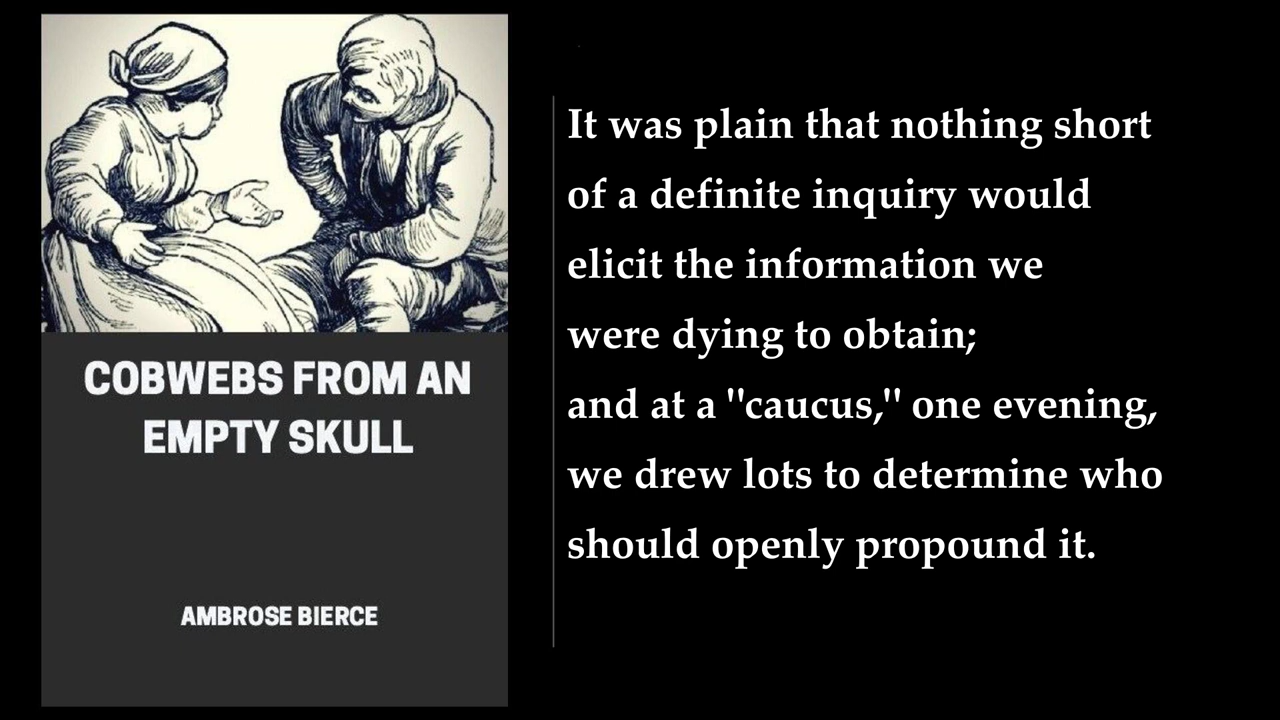 COBWEBS FROM AN
EMPTY SKULL
AMBROSE BIERCE
It was plain that nothing short
of a definite inquiry would
elicit the information we
were dying to obtain;
and at a "caucus," one evening,
we drew lots to determine who
should openly propound it.